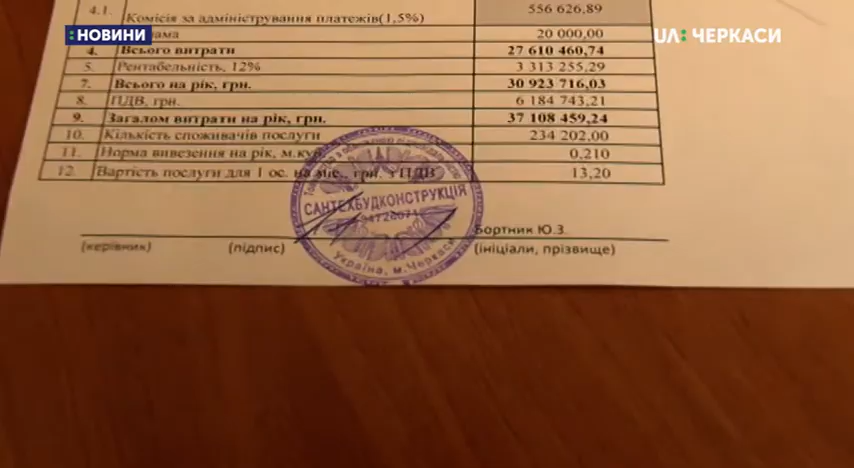 НОВИНИ
UA: ЧЕРКАСИ
4.1. Комісія за адміністрування платежів(1,5%) 556 626,89
20 000,00
4. Всього витрати 27 610 460,74
5. Рентабельність, 12% 3 313 255,29
7. Всього на рік, грн. 30 923 716,03
8. ПДВ, грн. 6 184 743,21
9. Загалом витрати на рік, грн. 37 108 459,24
10. Кількість споживачів послуги 234 202,00
11. Норма вивезення на рік, м.куб 0,210
12. Вартість послуги для 1 ос. на міс., грн. з ПДВ 13,20
САНТЕХБУДКОНСТРУКЦІЯ
Україна, м.Черкаси
Бортник Ю.З.
(керівник) (підпис) (ініціали, прізвище)